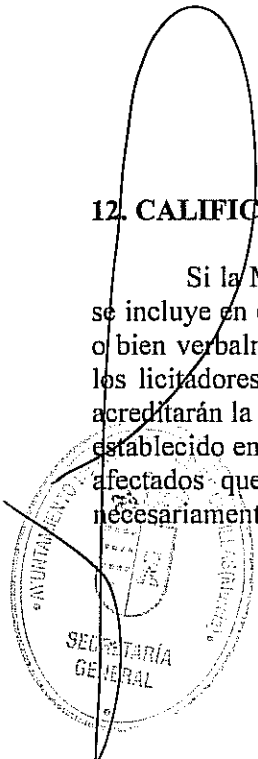 12. CALIFIC
Si la M
se incluye en
o bien verbalr
los licitadores
acreditarán la
establecido en
afectados que
necesariament
AYUNTAMIENTO
SECRETARÍA
GENERAL